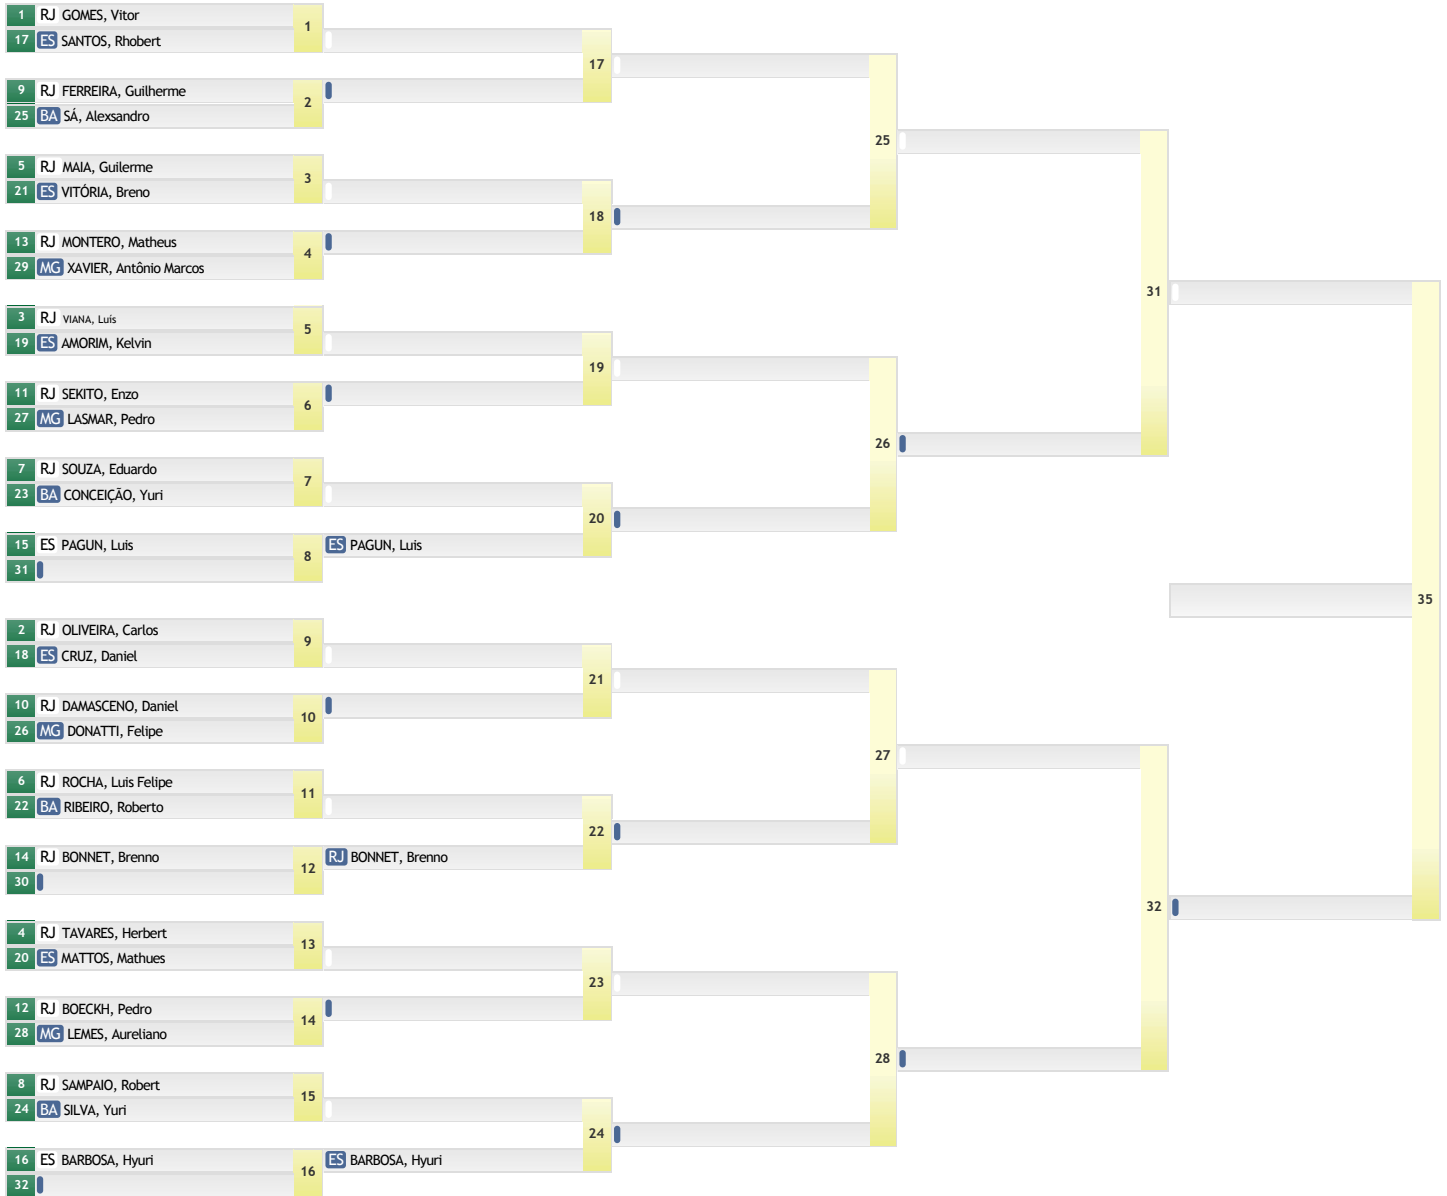 1 RJ GOMES, Vitor
1
17 ES SANTOS, Rhobert
17
9 RJ FERREIRA, Guilherme
2
25 BA SÁ, Alexsandro
25
5 RJ MAIA, Guilerme
3
21 ES VITÓRIA, Breno
18
13 RJ MONTERO, Matheus
4
29 MG XAVIER, Antônio Marcos
31
3 RJ VIANA, Luis
5
19 ES AMORIM, Kelvin
19
11 RJ SEKITO, Enzo
6
27 MG LASMAR, Pedro
26
7 RJ SOUZA, Eduardo
7
23 BA CONCEIÇÃO, Yuri
20
15 ES PAGUN, Luis
ES PAGUN, Luis
8
31
35
2 RJ OLIVEIRA, Carlos
9
18 ES CRUZ, Daniel
21
10 RJ DAMASCENO, Daniel
10
26 MG DONATTI, Felipe
27
6 RJ ROCHA, Luis Felipe
11
22 BA RIBEIRO, Roberto
22
14 RJ BONNET, Brenno
RJ BONNET, Brenno
12
30
32
4 RJ TAVARES, Herbert
13
20 ES MATTOS, Mathues
23
12 RJ BOECKH, Pedro
14
28 MG LEMES, Aureliano
28
8 RJ SAMPAIO, Robert
15
24 BA SILVA, Yuri
24
16 ES BARBOSA, Hyuri
ES BARBOSA, Hyuri
16
32